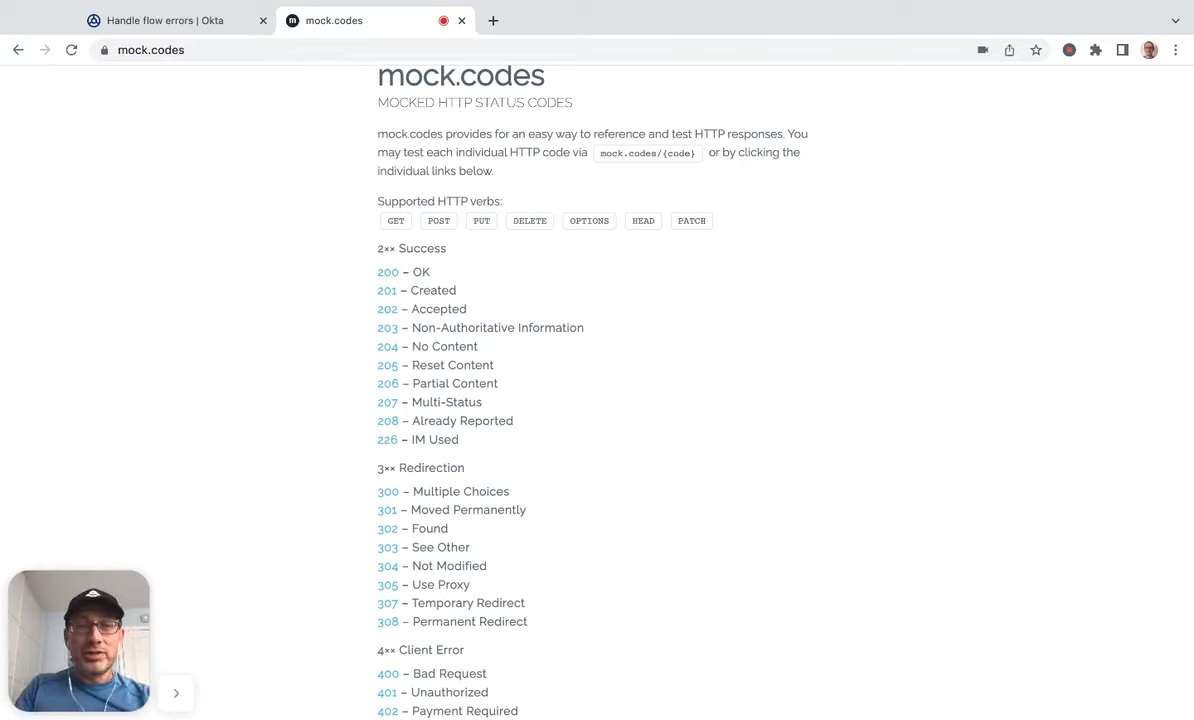 Handle flow errors | Okta
mock.codes
mock.codes
mock.codes
MOCKED HTTP STATUS CODES
mock.codes provides for an easy way to reference and test HTTP responses. You
may test each individual HTTP code via mock.codes/{code} or by clicking the
individual links below.
Supported HTTP verbs:
GET POST PUT DELETE OPTIONS HEAD PATCH
2×× Success
200 – OK
201 – Created
202 – Accepted
203 – Non-Authoritative Information
204 – No Content
205 – Reset Content
206 – Partial Content
207 – Multi-Status
208 – Already Reported
226 – IM Used
3×× Redirection
300 – Multiple Choices
301 – Moved Permanently
302 – Found
303 – See Other
304 – Not Modified
305 – Use Proxy
307 – Temporary Redirect
308 – Permanent Redirect
4×× Client Error
400 – Bad Request
401 – Unauthorized
402 – Payment Required